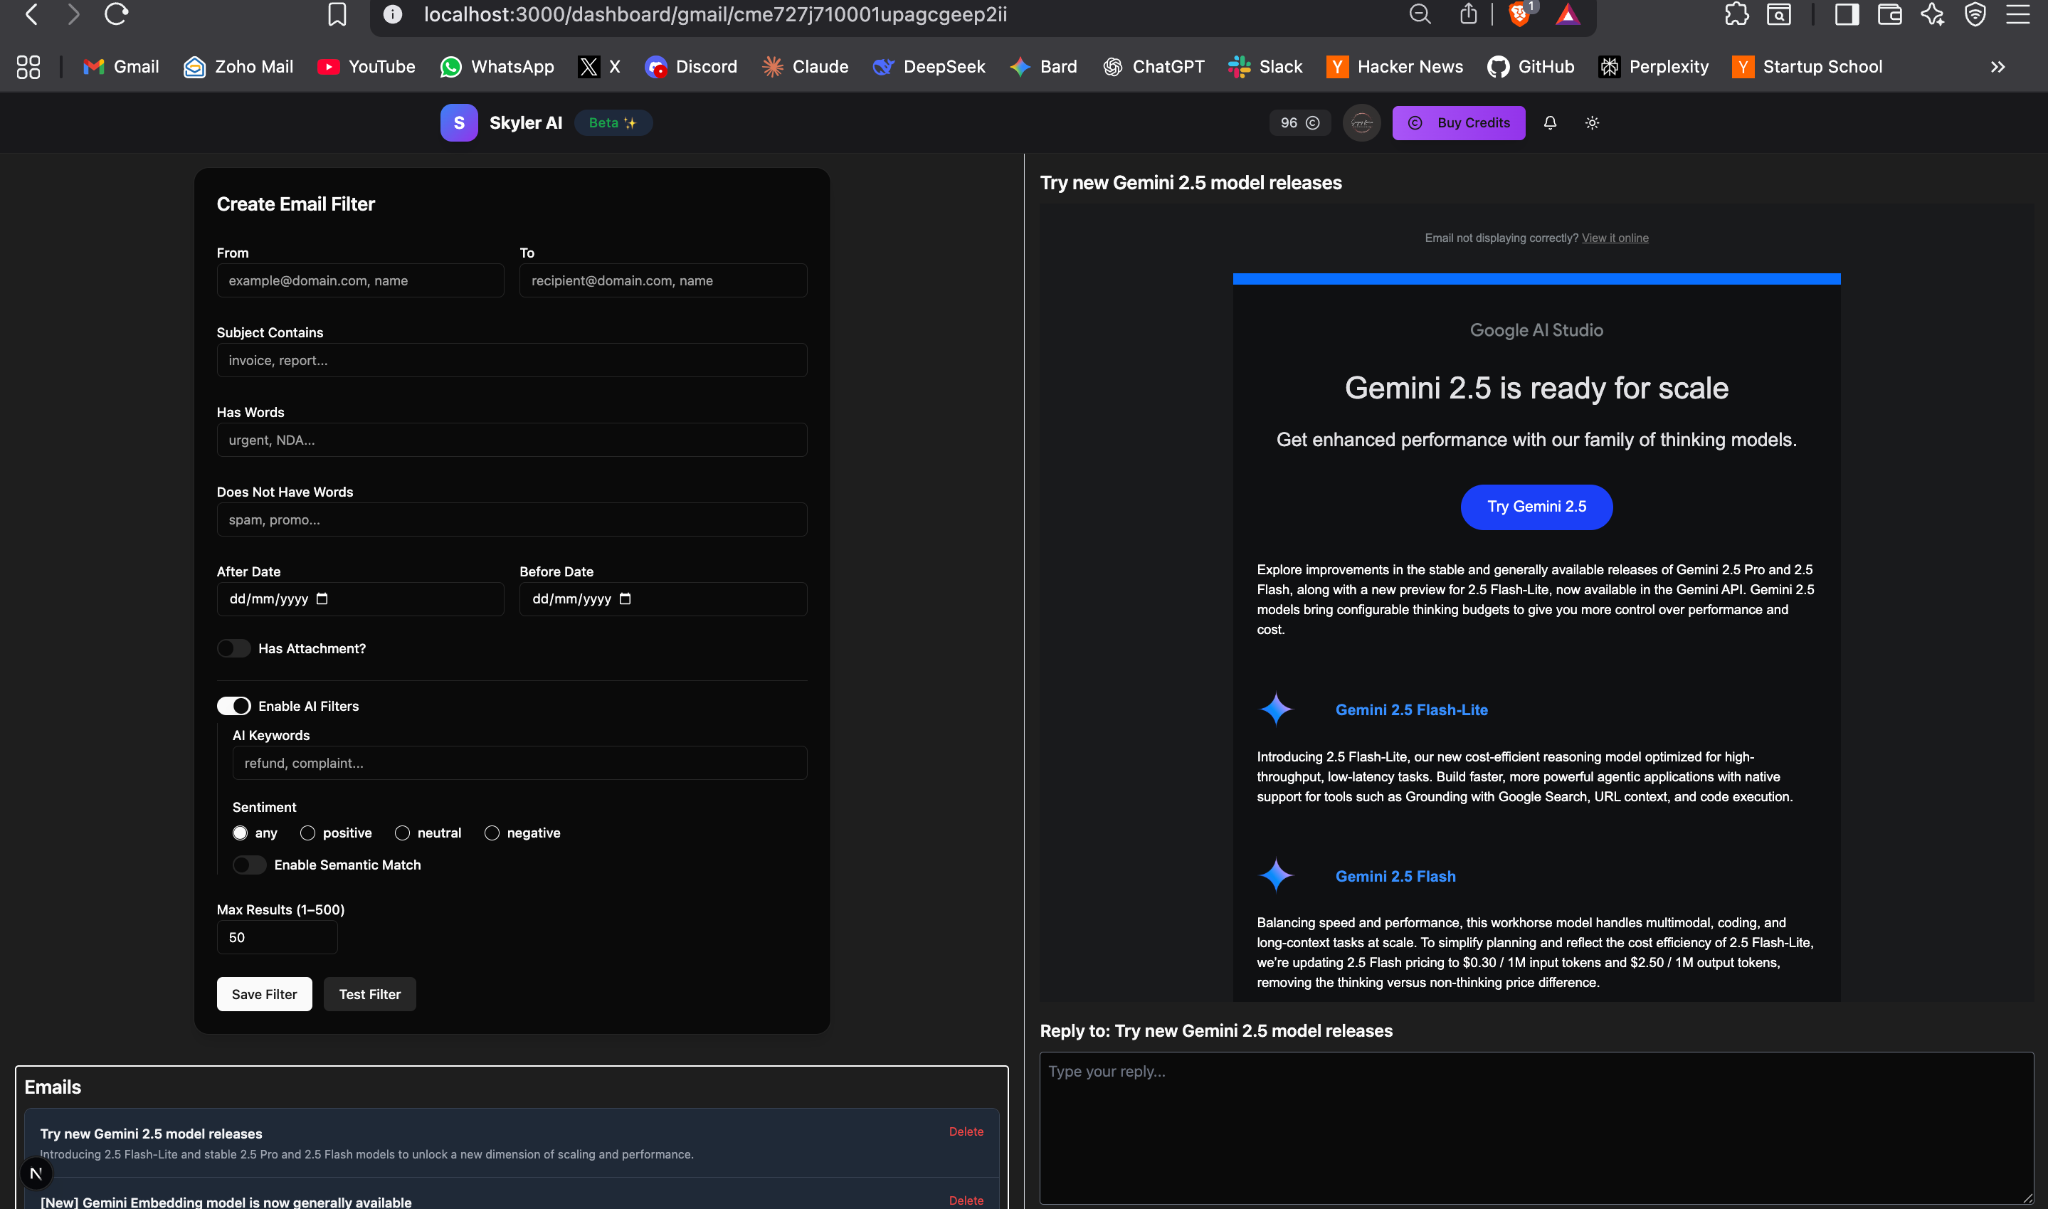 localhost:3000/dashboard/gmail/cme727j710001upagcgeep2ii
1
Gmail
Zoho Mail
YouTube
WhatsApp
X
Discord
Claude
DeepSeek
Bard
ChatGPT
Slack
Hacker News
GitHub
Perplexity
Startup School
S
Skyler AI
Beta ✨
96
Buy Credits
Create Email Filter
From
To
example@domain.com, name
recipient@domain.com, name
Subject Contains
invoice, report...
Has Words
urgent, NDA...
Does Not Have Words
spam, promo...
After Date
Before Date
dd/mm/yyyy
dd/mm/yyyy
Has Attachment?
Enable AI Filters
AI Keywords
refund, complaint...
Sentiment
any
positive
neutral
negative
Enable Semantic Match
Max Results (1–500)
50
Save Filter
Test Filter
Emails
Try new Gemini 2.5 model releases
Delete
Introducing 2.5 Flash-Lite and stable 2.5 Pro and 2.5 Flash models to unlock a new dimension of scaling and performance.
N
[New] Gemini Embedding model is now generally available
Delete
Try new Gemini 2.5 model releases
Email not displaying correctly? View it online
Google AI Studio
Gemini 2.5 is ready for scale
Get enhanced performance with our family of thinking models.
Try Gemini 2.5
Explore improvements in the stable and generally available releases of Gemini 2.5 Pro and 2.5
Flash, along with a new preview for 2.5 Flash-Lite, now available in the Gemini API. Gemini 2.5
models bring configurable thinking budgets to give you more control over performance and
cost.
Gemini 2.5 Flash-Lite
Introducing 2.5 Flash-Lite, our new cost-efficient reasoning model optimized for high-
throughput, low-latency tasks. Build faster, more powerful agentic applications with native
support for tools such as Grounding with Google Search, URL context, and code execution.
Gemini 2.5 Flash
Balancing speed and performance, this workhorse model handles multimodal, coding, and
long-context tasks at scale. To simplify planning and reflect the cost efficiency of 2.5 Flash-Lite,
we're updating 2.5 Flash pricing to $0.30 / 1M input tokens and $2.50 / 1M output tokens,
removing the thinking versus non-thinking price difference.
Reply to: Try new Gemini 2.5 model releases
Type your reply...